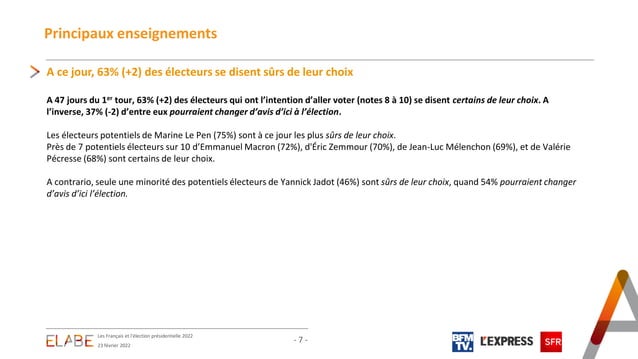 Principaux enseignements
A ce jour, 63% (+2) des électeurs se disent sûrs de leur choix
A 47 jours du 1er tour, 63% (+2) des électeurs qui ont l’intention d’aller voter (notes 8 à 10) se disent certains de leur choix. A
l’inverse, 37% (-2) d’entre eux pourraient changer d’avis d’ici à l’élection.
Les électeurs potentiels de Marine Le Pen (75%) sont à ce jour les plus sûrs de leur choix.
Près de 7 potentiels électeurs sur 10 d’Emmanuel Macron (72%), d’Éric Zemmour (70%), de Jean-Luc Mélenchon (69%), et de Valérie
Pécresse (68%) sont certains de leur choix.
A contrario, seule une minorité des potentiels électeurs de Yannick Jadot (46%) sont sûrs de leur choix, quand 54% pourraient changer
d’avis d’ici l’élection.
ELABE
Les Français et l’élection présidentielle 2022
23 février 2022
- 7 -
BFM
TV.
L’EXPRESS
SFR